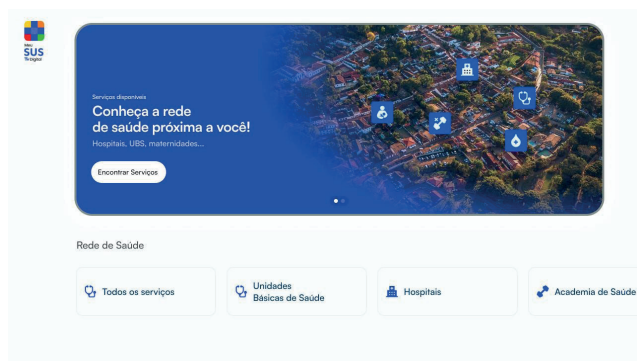 Meu
SUS
TV Digital
Serviços disponíveis
Conheça a rede
de saúde próxima a
você!
Hospitais, UBS, maternidades...
Encontrar Serviços
Rede de Saúde
Todos os serviços
Unidades
Básicas de Saúde
Hospitais
Academia de Saúde